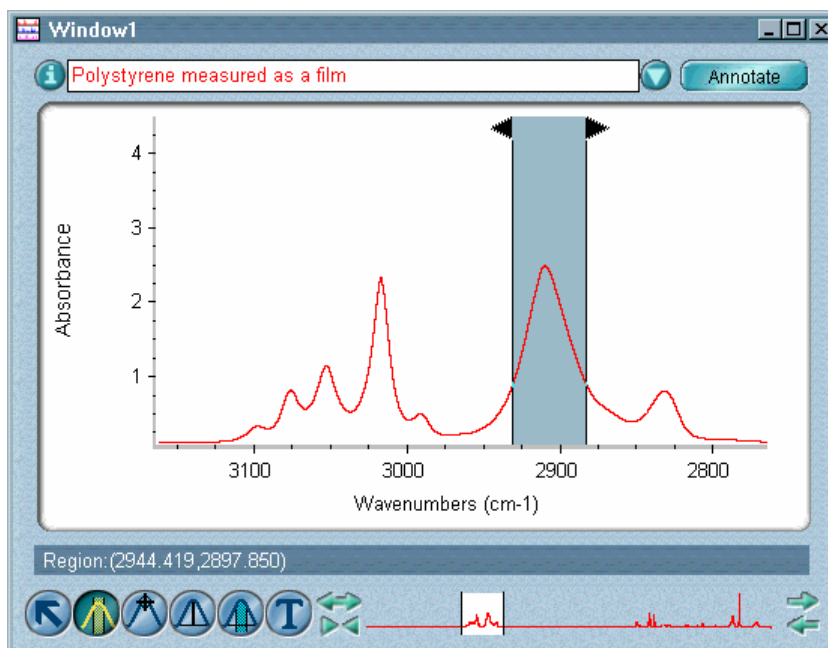 Window1
Polystyrene measured as a film
Annotate
4
3
2
1
Absorbance
3100 3000 2900 2800
Wavenumbers (cm-1)
Region:(2944.419,2897.850)
T